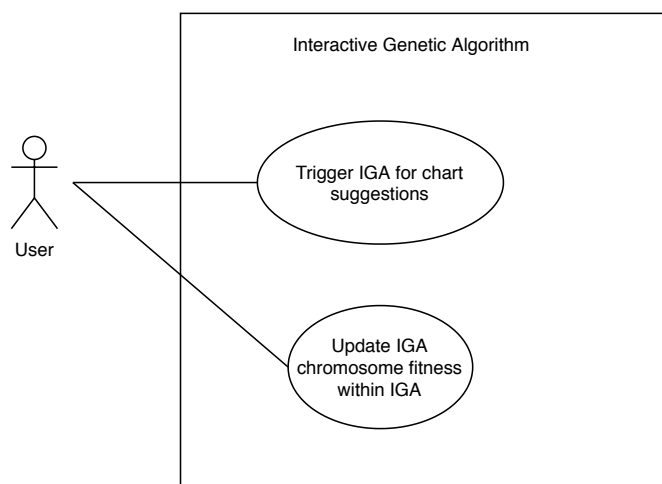 Interactive Genetic Algorithm
Trigger IGA for chart
suggestions
User
Update IGA
chromosome fitness
within IGA